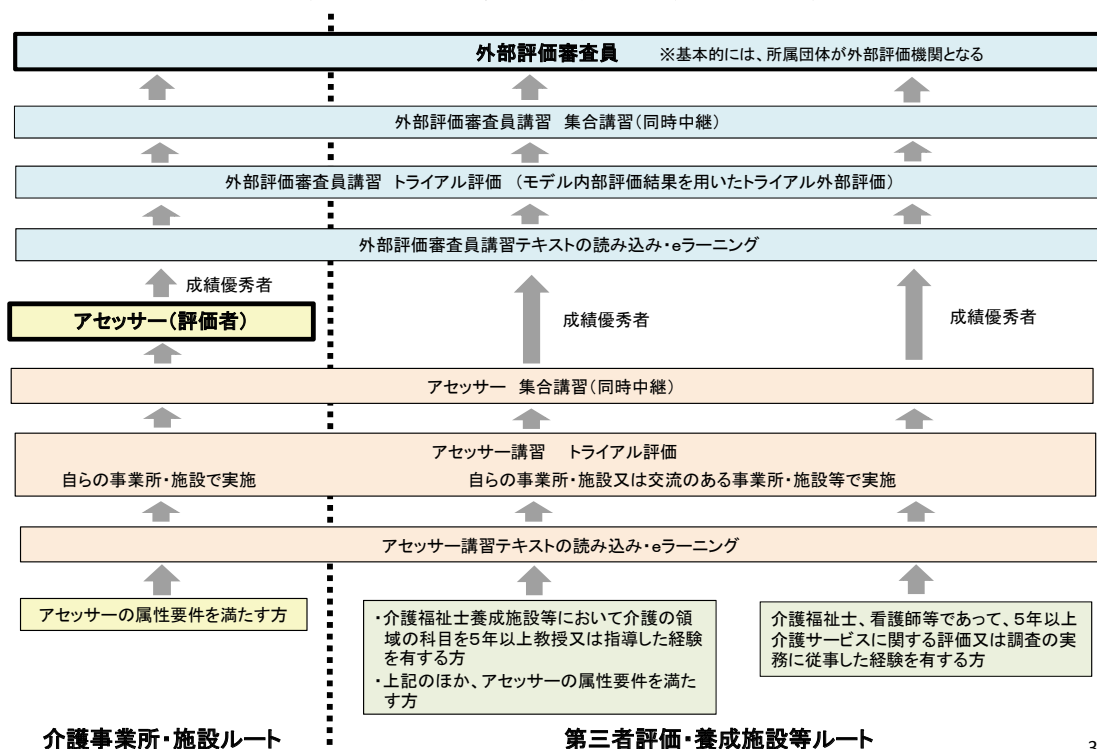 外部評価審査員　※基本的には、所属団体が外部評価機関となる
外部評価審査員講習 集合講習(同時中継)
外部評価審査員講習 トライアル評価 (モデル内部評価結果を用いたトライアル外部評価)
外部評価審査員講習テキストの読み込み・eラーニング
成績優秀者
アセッサー(評価者)
成績優秀者
成績優秀者
アセッサー 集合講習(同時中継)
アセッサー講習　トライアル評価
自らの事業所・施設で実施
自らの事業所・施設又は交流のある事業所・施設等で実施
アセッサー講習テキストの読み込み・eラーニング
アセッサーの属性要件を満たす方
・介護福祉士養成施設等において介護の領
域の科目を5年以上教授又は指導した経験
を有する方
・上記のほか、アセッサーの属性要件を満た
す方
介護福祉士、看護師等であって、5年以上
介護サービスに関する評価又は調査の実
務に従事した経験を有する方
介護事業所・施設ルート
第三者評価・養成施設等ルート
3